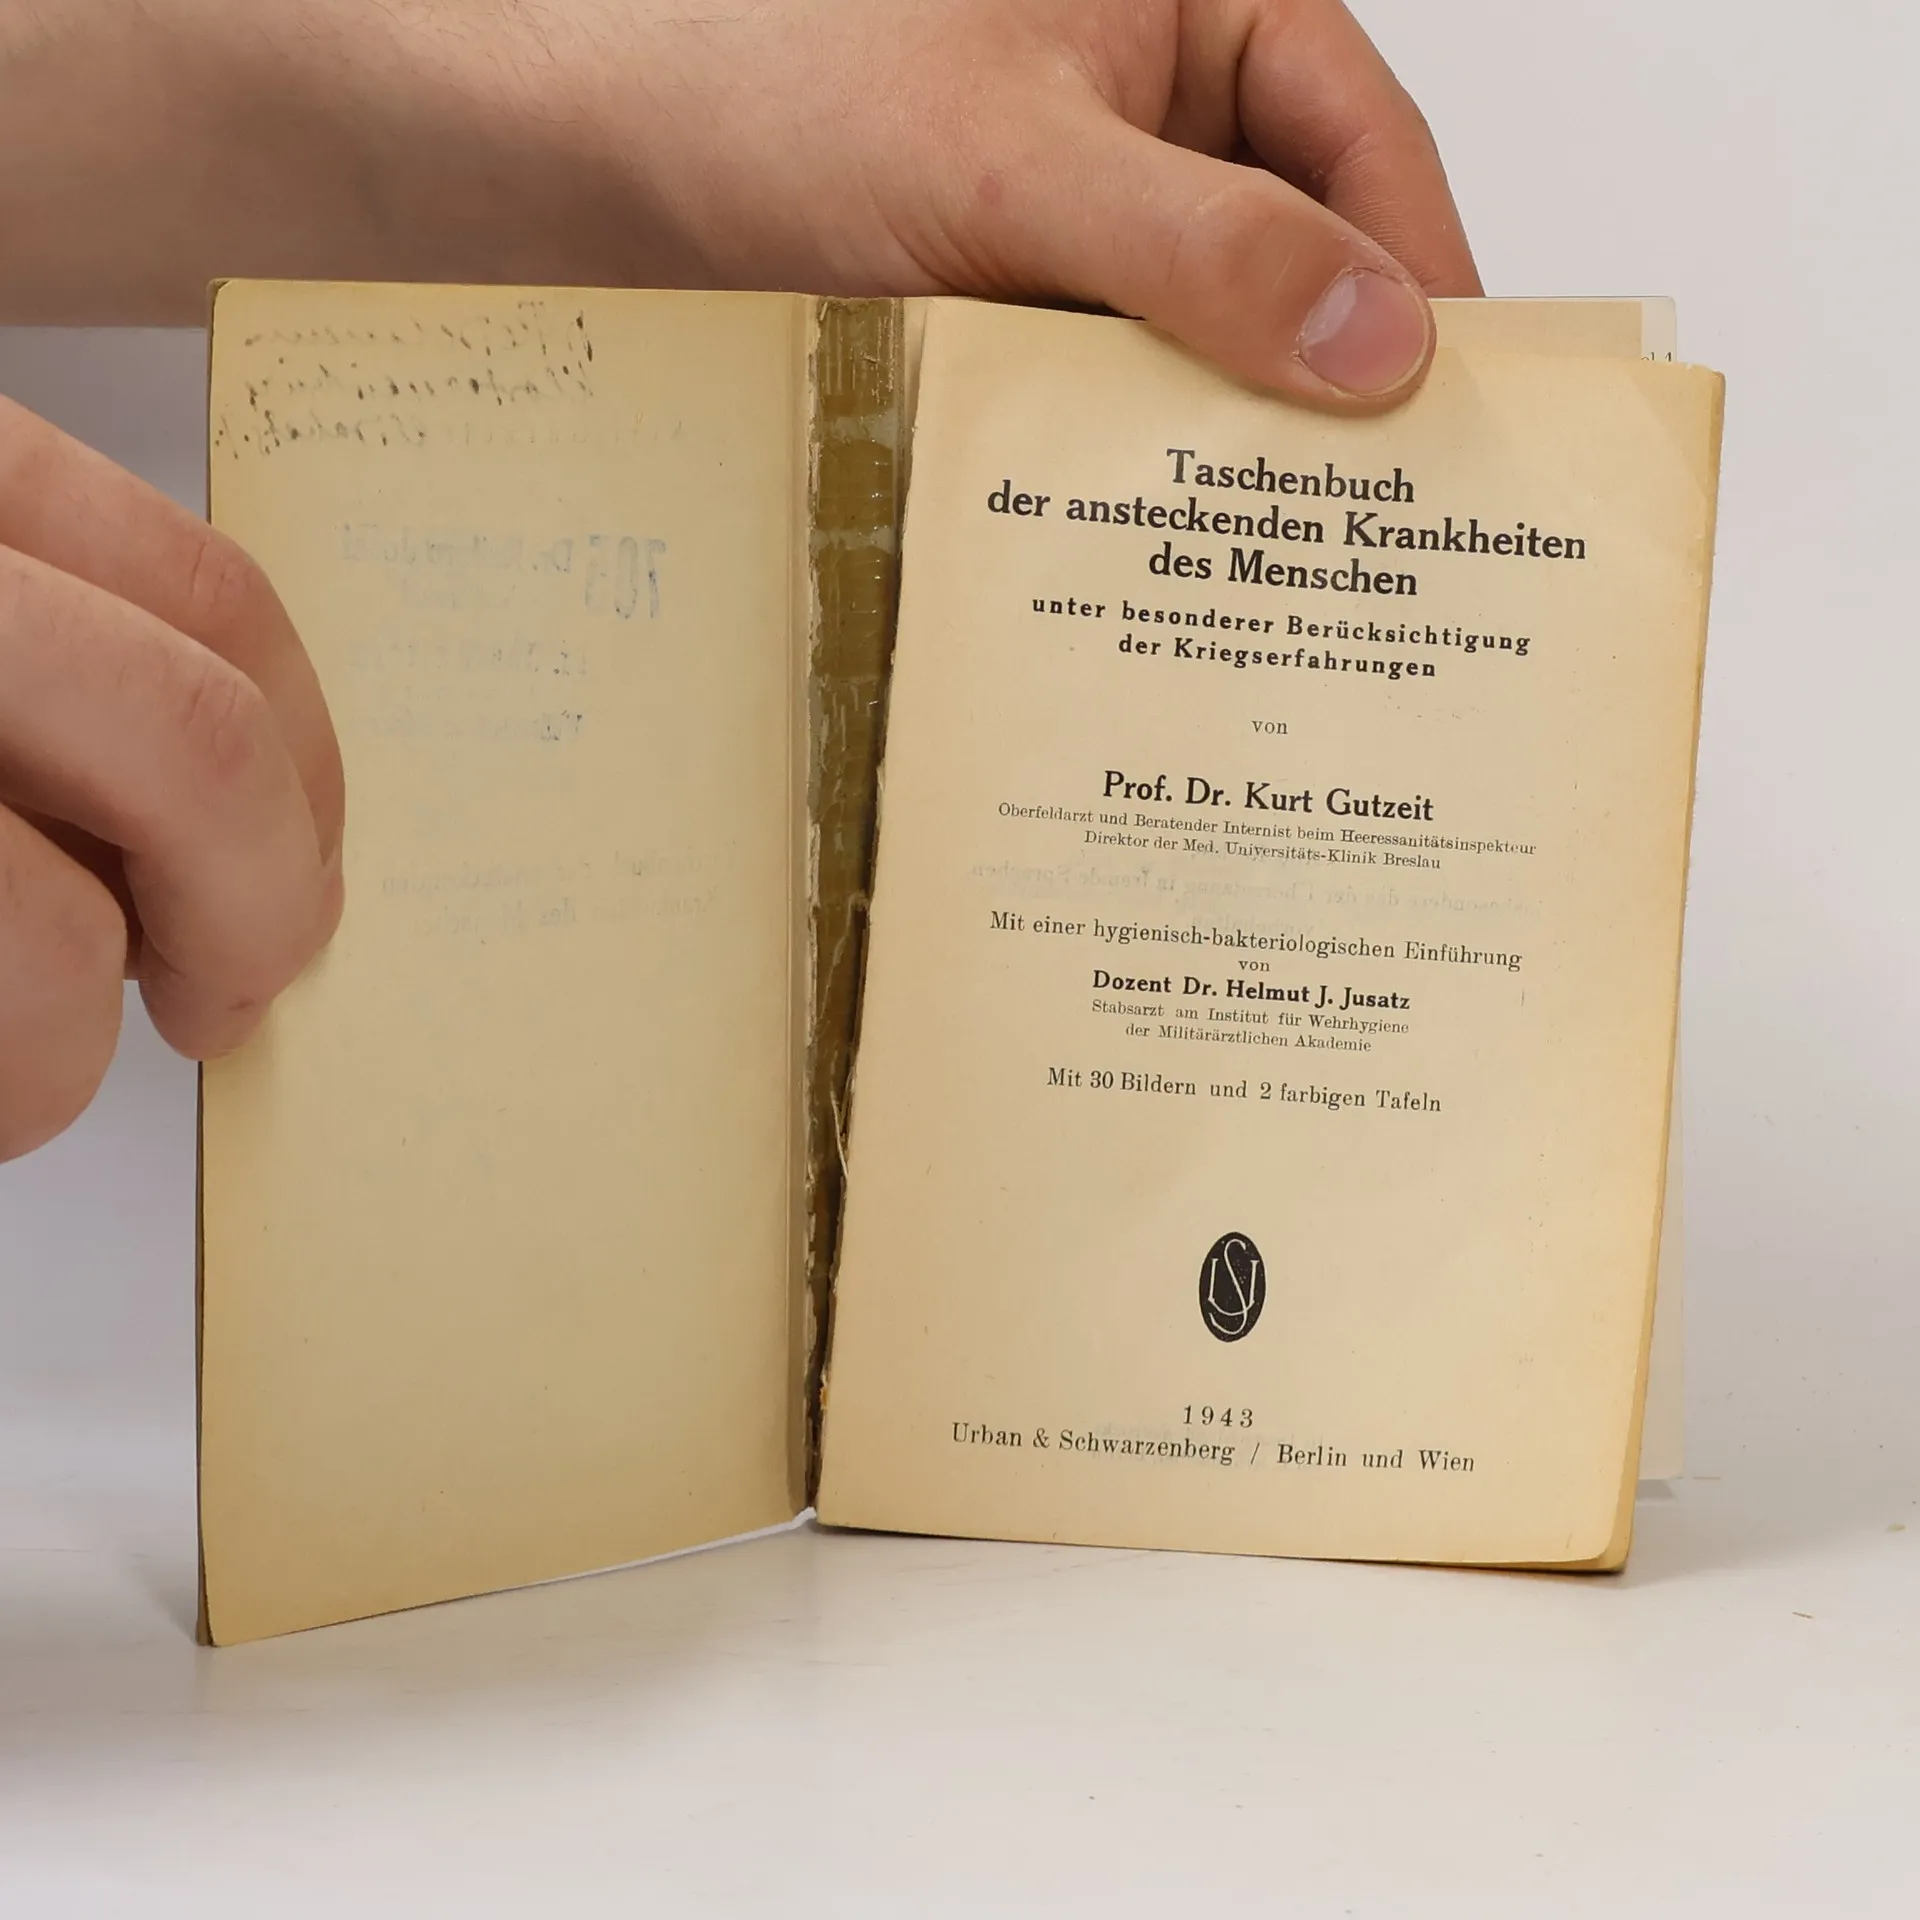 705
Taschenbuch
der ansteckenden Krankheiten
des Menschen
unter besonderer Berücksichtigung
der Kriegserfahrungen
von
Prof. Dr. Kurt Gutzeit
Oberfeldarzt und Beratender Internist beim Heeressanitätsinspekteur
Direktor der Med. Universitäts-Klinik Breslau
Mit einer hygienisch-bakteriologischen Einführung
von
Dozent Dr. Helmut J. Jusatz
Stabsarzt am Institut für Wehrhygiene
der Militärärztlichen Akademie
Mit 30 Bildern und 2 farbigen Tafeln
US
1943
Urban & Schwarzenberg / Berlin und Wien